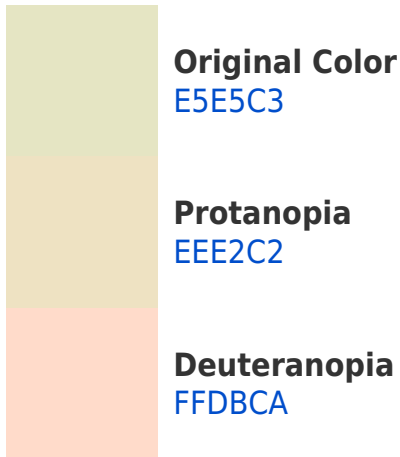 Original Color
E5E5C3
Protanopia
EEE2C2
Deuteranopia
FFDBCA